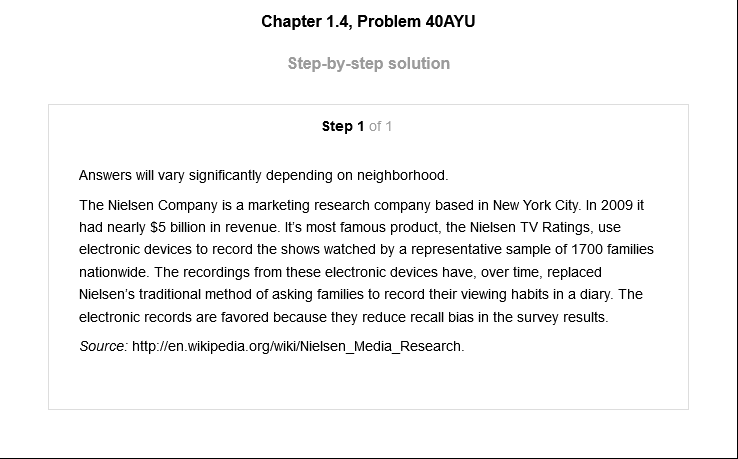 Chapter 1.4, Problem 40AYU
Step-by-step solution
Step 1 of 1
Answers will vary significantly depending on neighborhood.
The Nielsen Company is a marketing research company based in New York City. In 2009 it
had nearly $5 billion in revenue. It’s most famous product, the Nielsen TV Ratings, use
electronic devices to record the shows watched by a representative sample of 1700 families
nationwide. The recordings from these electronic devices have, over time, replaced
Nielsen’s traditional method of asking families to record their viewing habits in a diary. The
electronic records are favored because they reduce recall bias in the survey results.
Source: http://en.wikipedia.org/wiki/Nielsen_Media_Research.